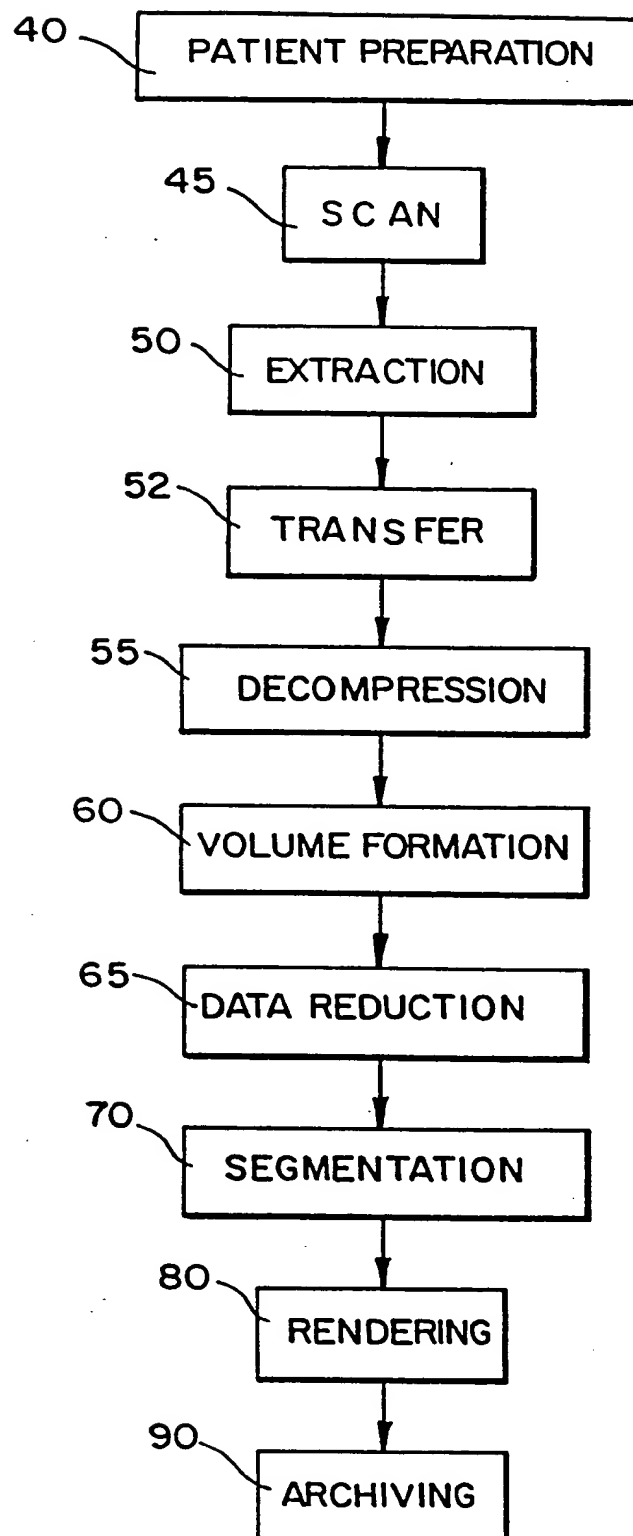 40 PATIENT PREPARATION
45 SCAN
50 EXTRACTION
52 TRANSFER
55 DECOMPRESSION
60 VOLUME FORMATION
65 DATA REDUCTION
70 SEGMENTATION
80 RENDERING
90 ARCHIVING